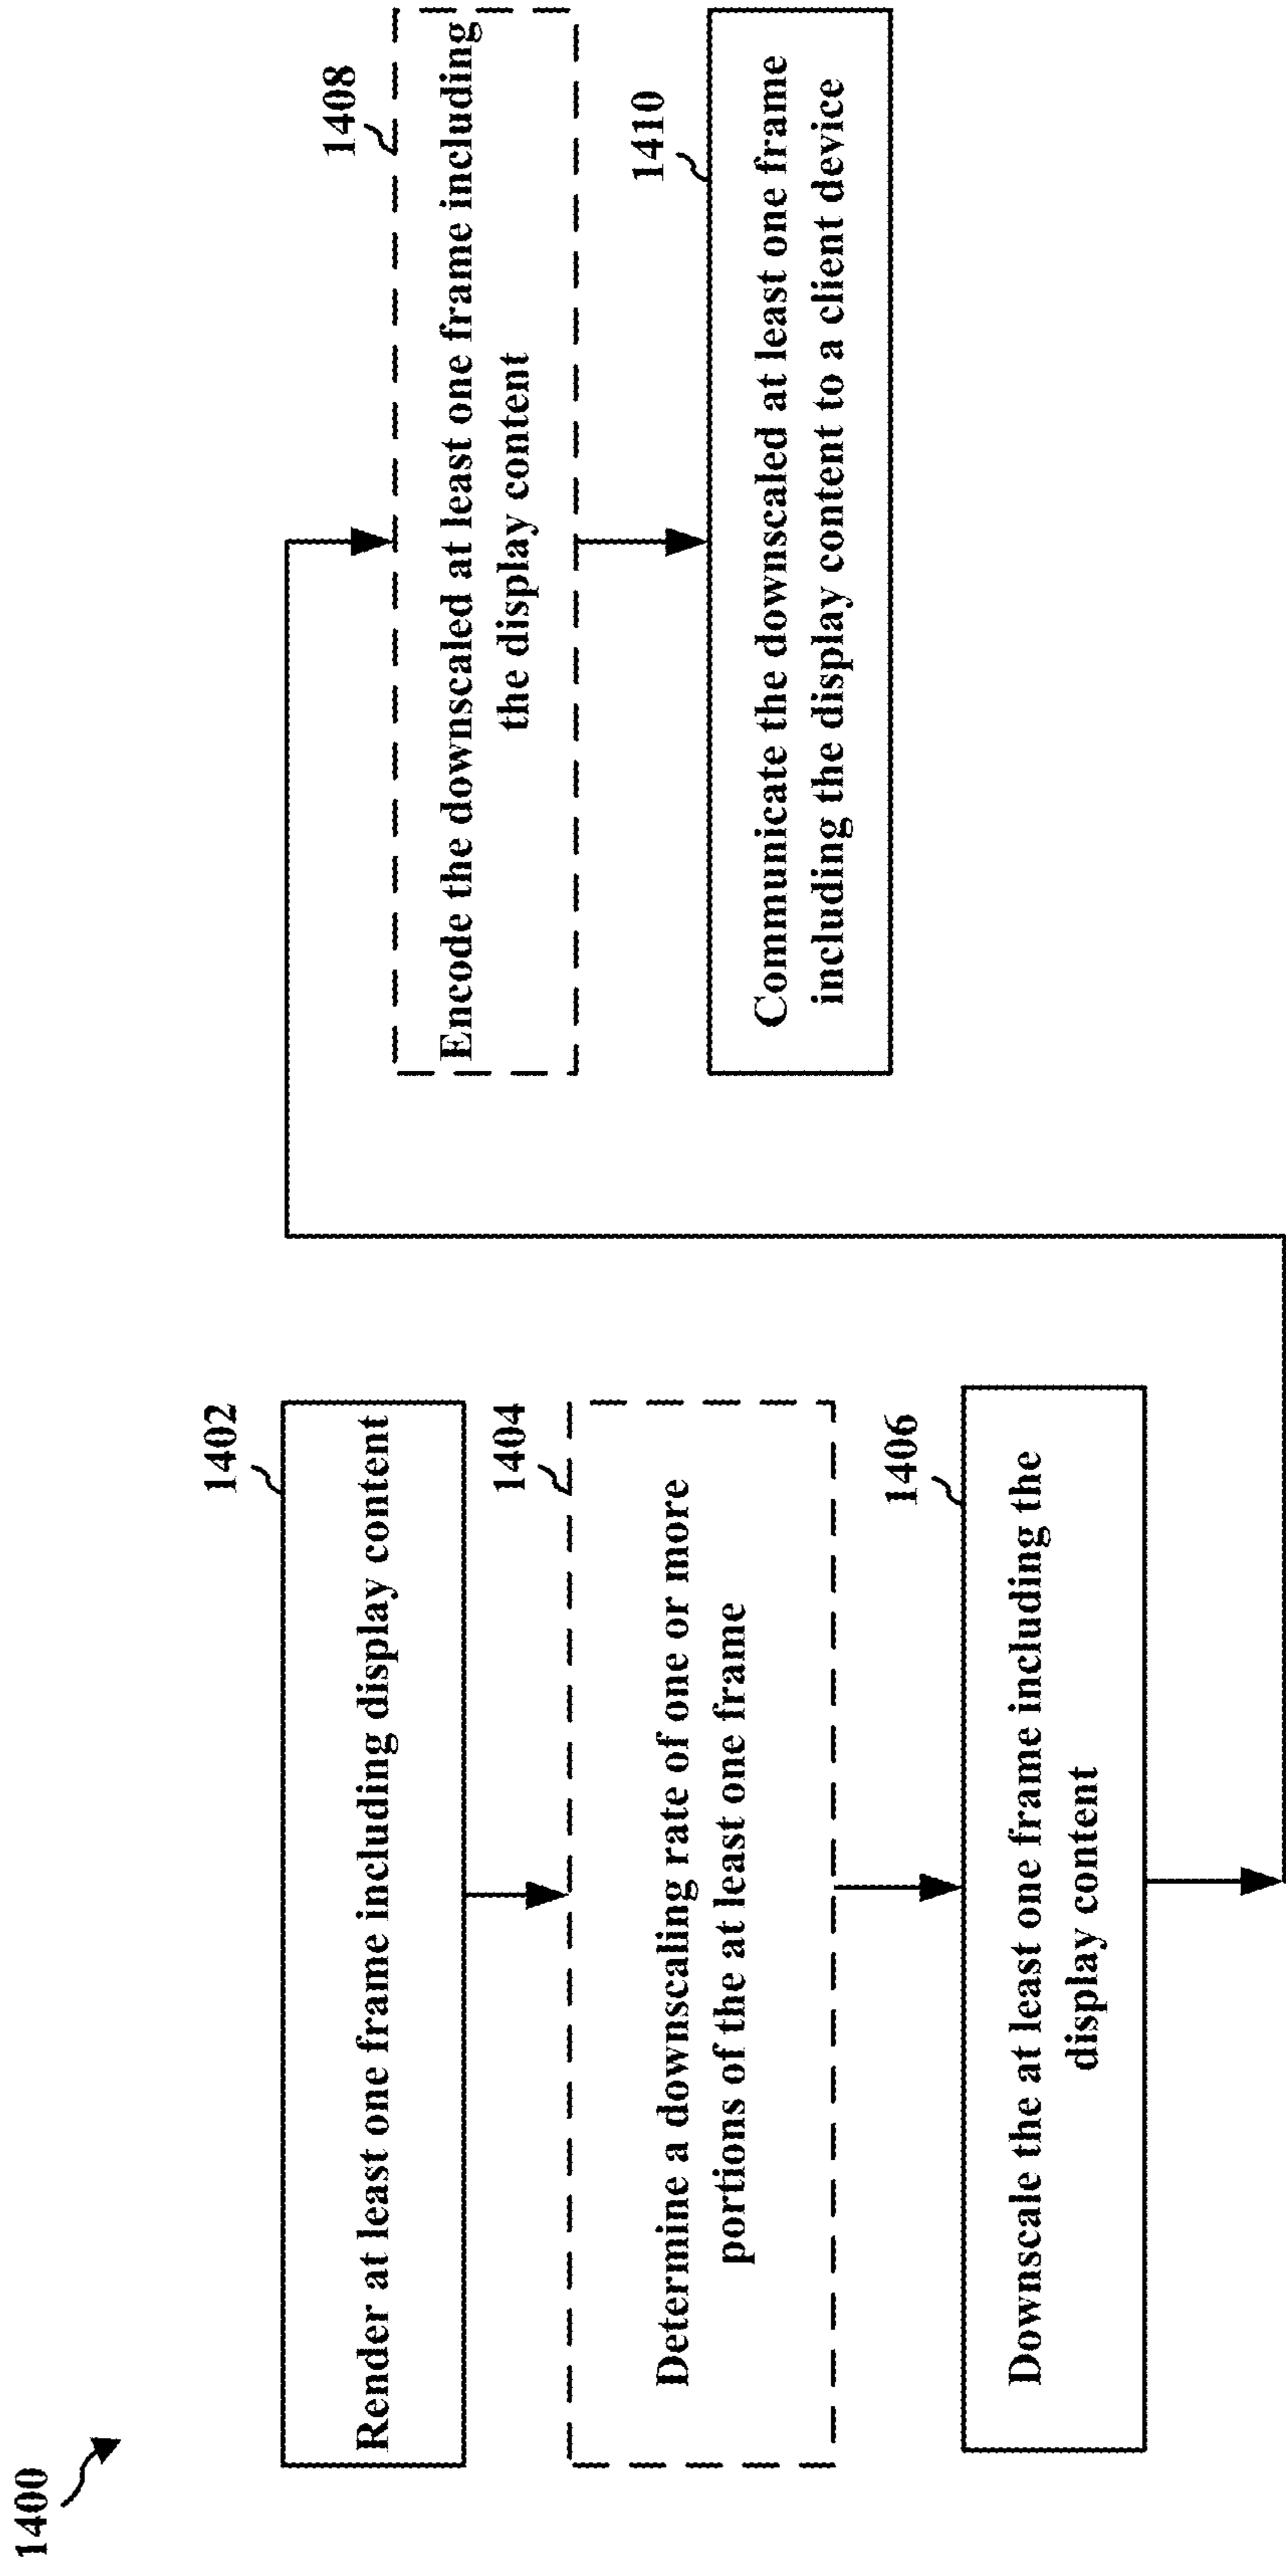 1400
1402
Render at least one frame including display content
1404
Determine a downscaling rate of one or more
portions of the at least one frame
1406
Downscale the at least one frame including the
display content
1408
Encode the downscaled at least one frame including
the display content
1410
Communicate the downscaled at least one frame
including the display content to a client device